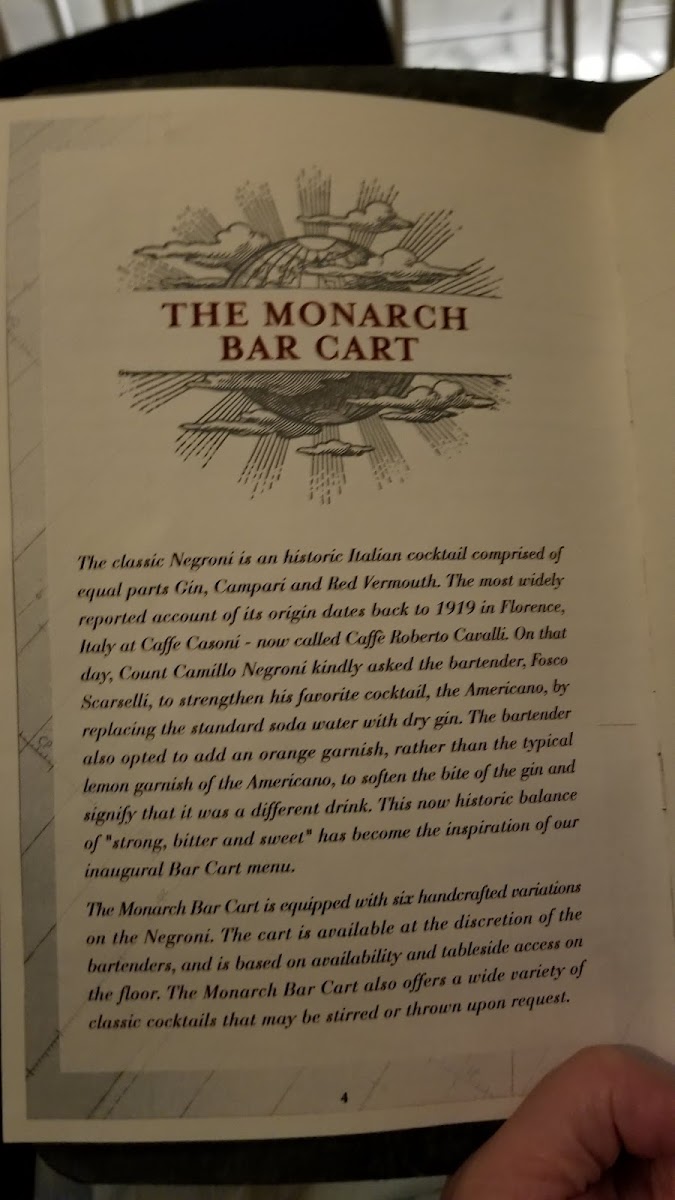 THE MONARCH
BAR CART
The classic Negroni is an historic Italian cocktail comprised of
equal parts Gin, Campari and Red Vermouth. The most widely
reported account of its origin dates back to 1919 in Florence,
Italy at Caffe Casoni - now called Caffè Roberto Cavalli. On that
day, Count Camillo Negroni kindly asked the bartender, Fosco
Scarselli, to strengthen his favorite cocktail, the Americano, by
replacing the standard soda water with dry gin. The bartender
also opted to add an orange garnish, rather than the typical
lemon garnish of the Americano, to soften the bite of the gin and
signify that it was a different drink. This now historic balance
of "strong, bitter and sweet" has become the inspiration of our
inaugural Bar Cart menu.
The Monarch Bar Cart is equipped with six handcrafted variations
on the Negroni. The cart is available at the discretion of the
bartenders, and is based on availability and tableside access on
the floor. The Monarch Bar Cart also offers a wide variety of
classic cocktails that may be stirred or thrown upon request.
4